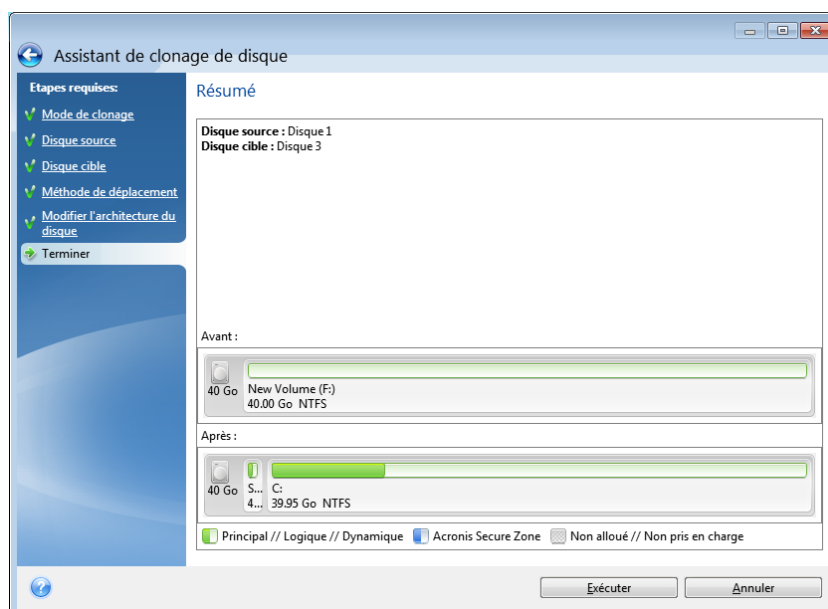 Assistant de clonage de disque
Etapes requises:
Mode de clonage
Disque source
Disque cible
Méthode de déplacement
Modifier l'architecture du
disque
Terminer
Résumé
Disque source : Disque 1
Disque cible : Disque 3
Avant :
40 Go
New Volume (F:)
40.00 Go NTFS
Après :
40 Go
S...
4...
C:
39.95 Go NTFS
Principal // Logique // Dynamique
Acronis Secure Zone
Non alloué // Non pris en charge
Exécuter
Annuler